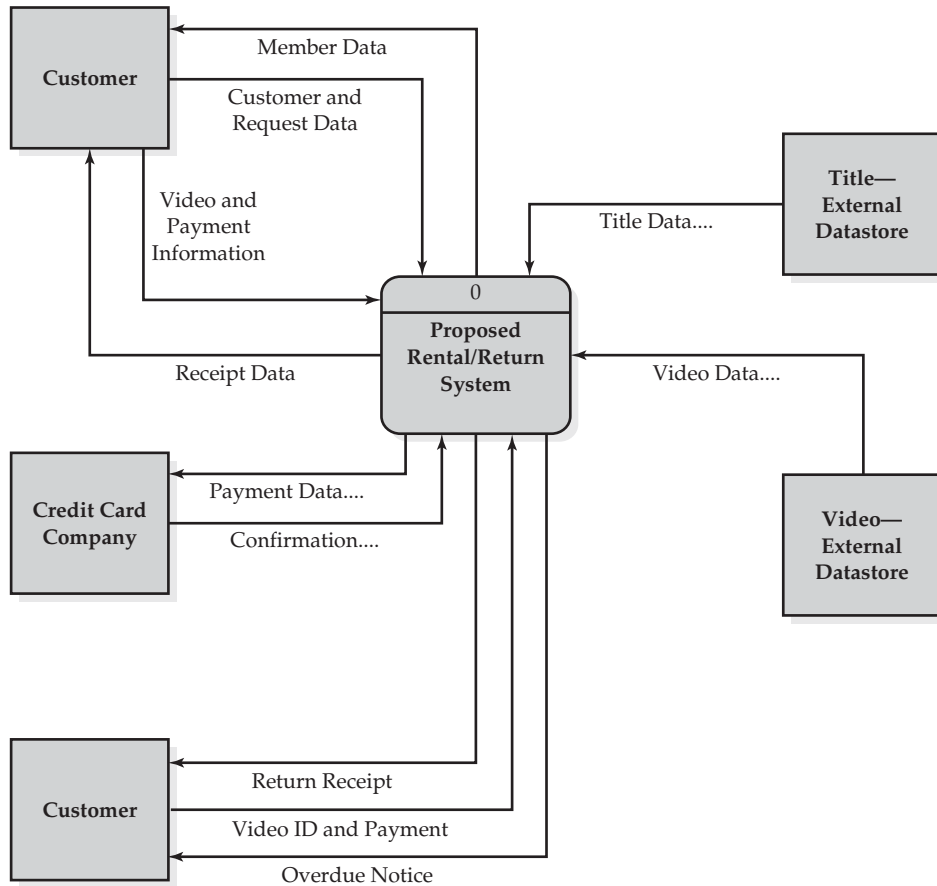 Member Data
Customer
Customer and
Request Data
Video and
Payment
Information
Title—
External
Datastore
Title Data....
0
Proposed
Rental/Return
System
Receipt Data
Video Data....
Credit Card
Company
Payment Data....
Confirmation....
Video—
External
Datastore
Customer
Return Receipt
Video ID and Payment
Overdue Notice